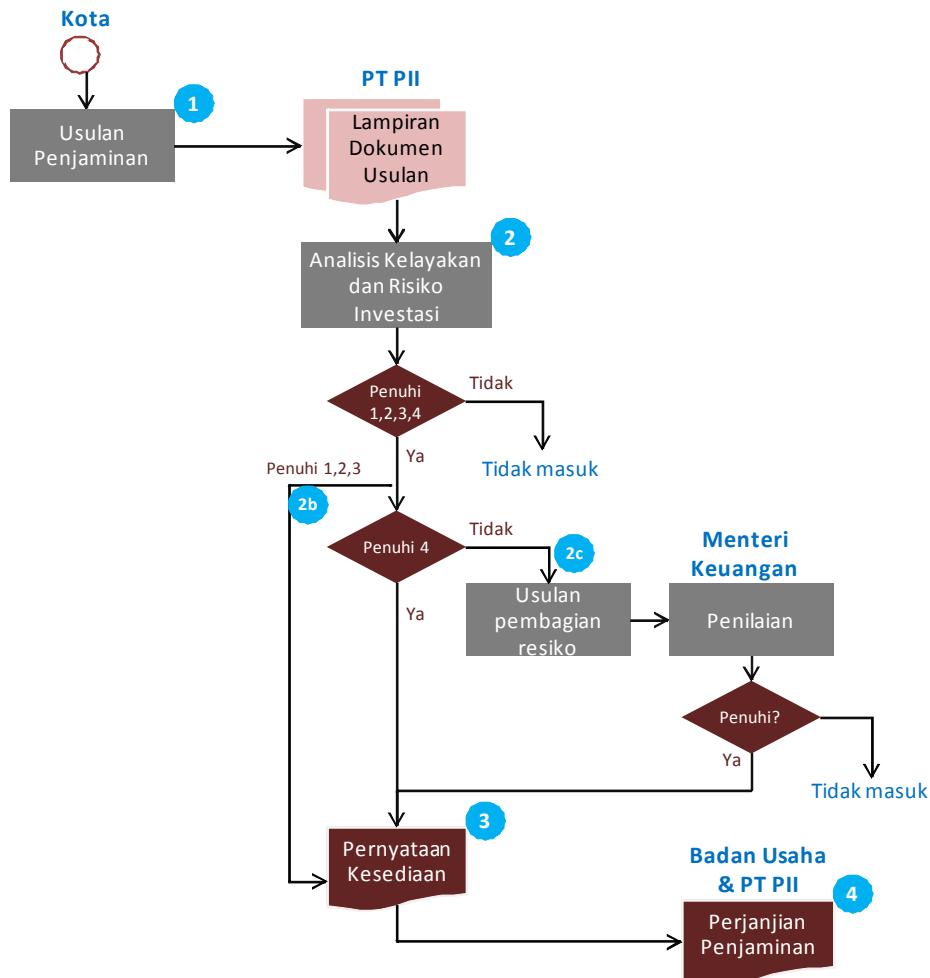 Kota
1
Usulan
Penjaminan
PT PII
Lampiran
Dokumen
Usulan
2
Analisis Kelayakan
dan Risiko
Investasi
Penuhi
1,2,3,4
Tidak
Tidak masuk
Ya
Penuhi 1,2,3
2b
Penuhi 4
Tidak
2c
Ya
Usulan
pembagian
resiko
Menteri
Keuangan
Penilaian
Penuhi?
Ya
Tidak masuk
3
Pernyataan
Kesediaan
Badan Usaha
& PT PII
4
Perjanjian
Penjaminan